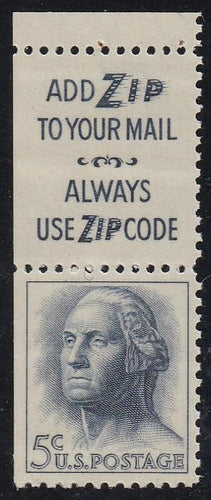 ADD ZIP
TO YOUR MAIL
ALWAYS
USE ZIP CODE
5c
U.S. POSTAGE